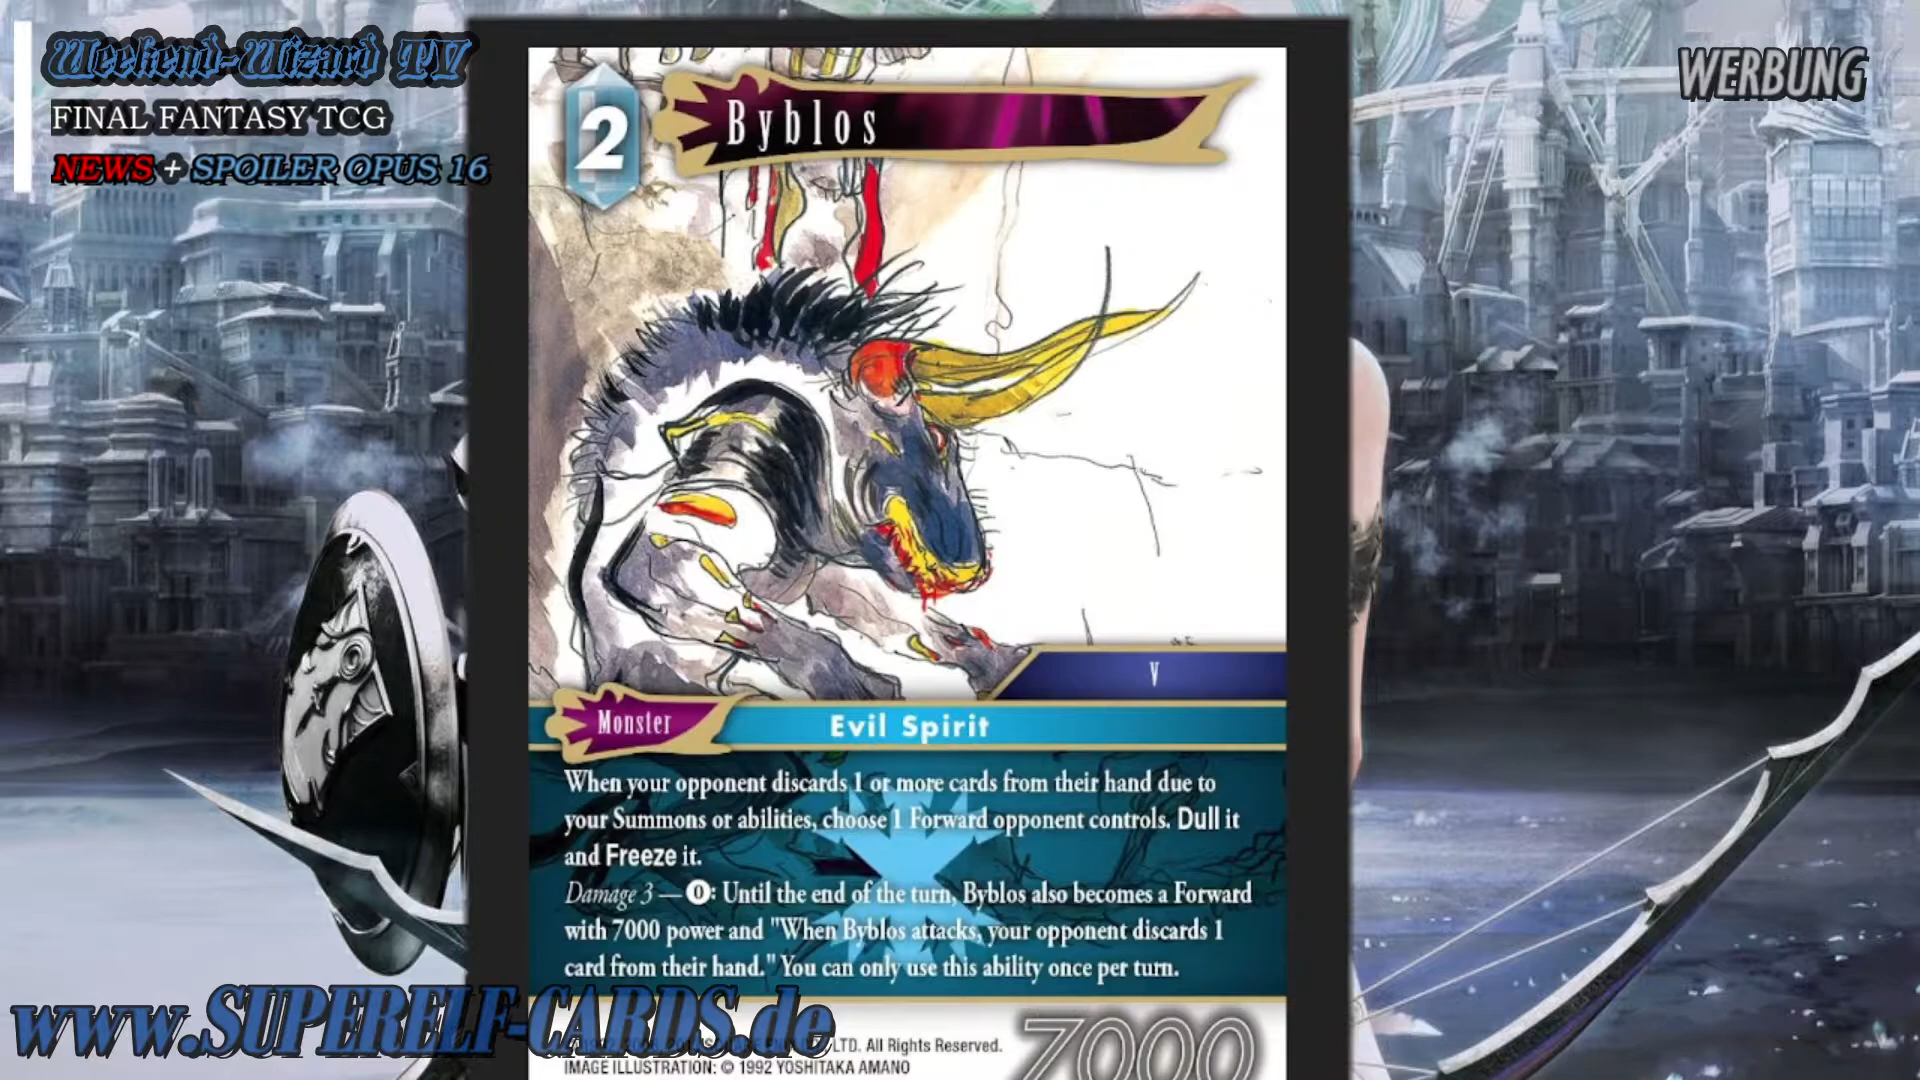 Weekend-Wizard TV
FINAL FANTASY TCG
NEWS + SPOILER OPUS 16
WERBUNG
2
Byblos
V
Monster
Evil Spirit
When your opponent discards 1 or more cards from their hand due to
your Summons or abilities, choose 1 Forward opponent controls. Dull it
and Freeze it.
Damage 3 — 0: Until the end of the turn, Byblos also becomes a Forward
with 7000 power and "When Byblos attacks, your opponent discards 1
card from their hand." You can only use this ability once per turn.
www.SUPERELF-CARDS.de
LTD. All Rights Reserved.
IMAGE ILLUSTRATION: © 1992 YOSHITAKA AMANO
7000